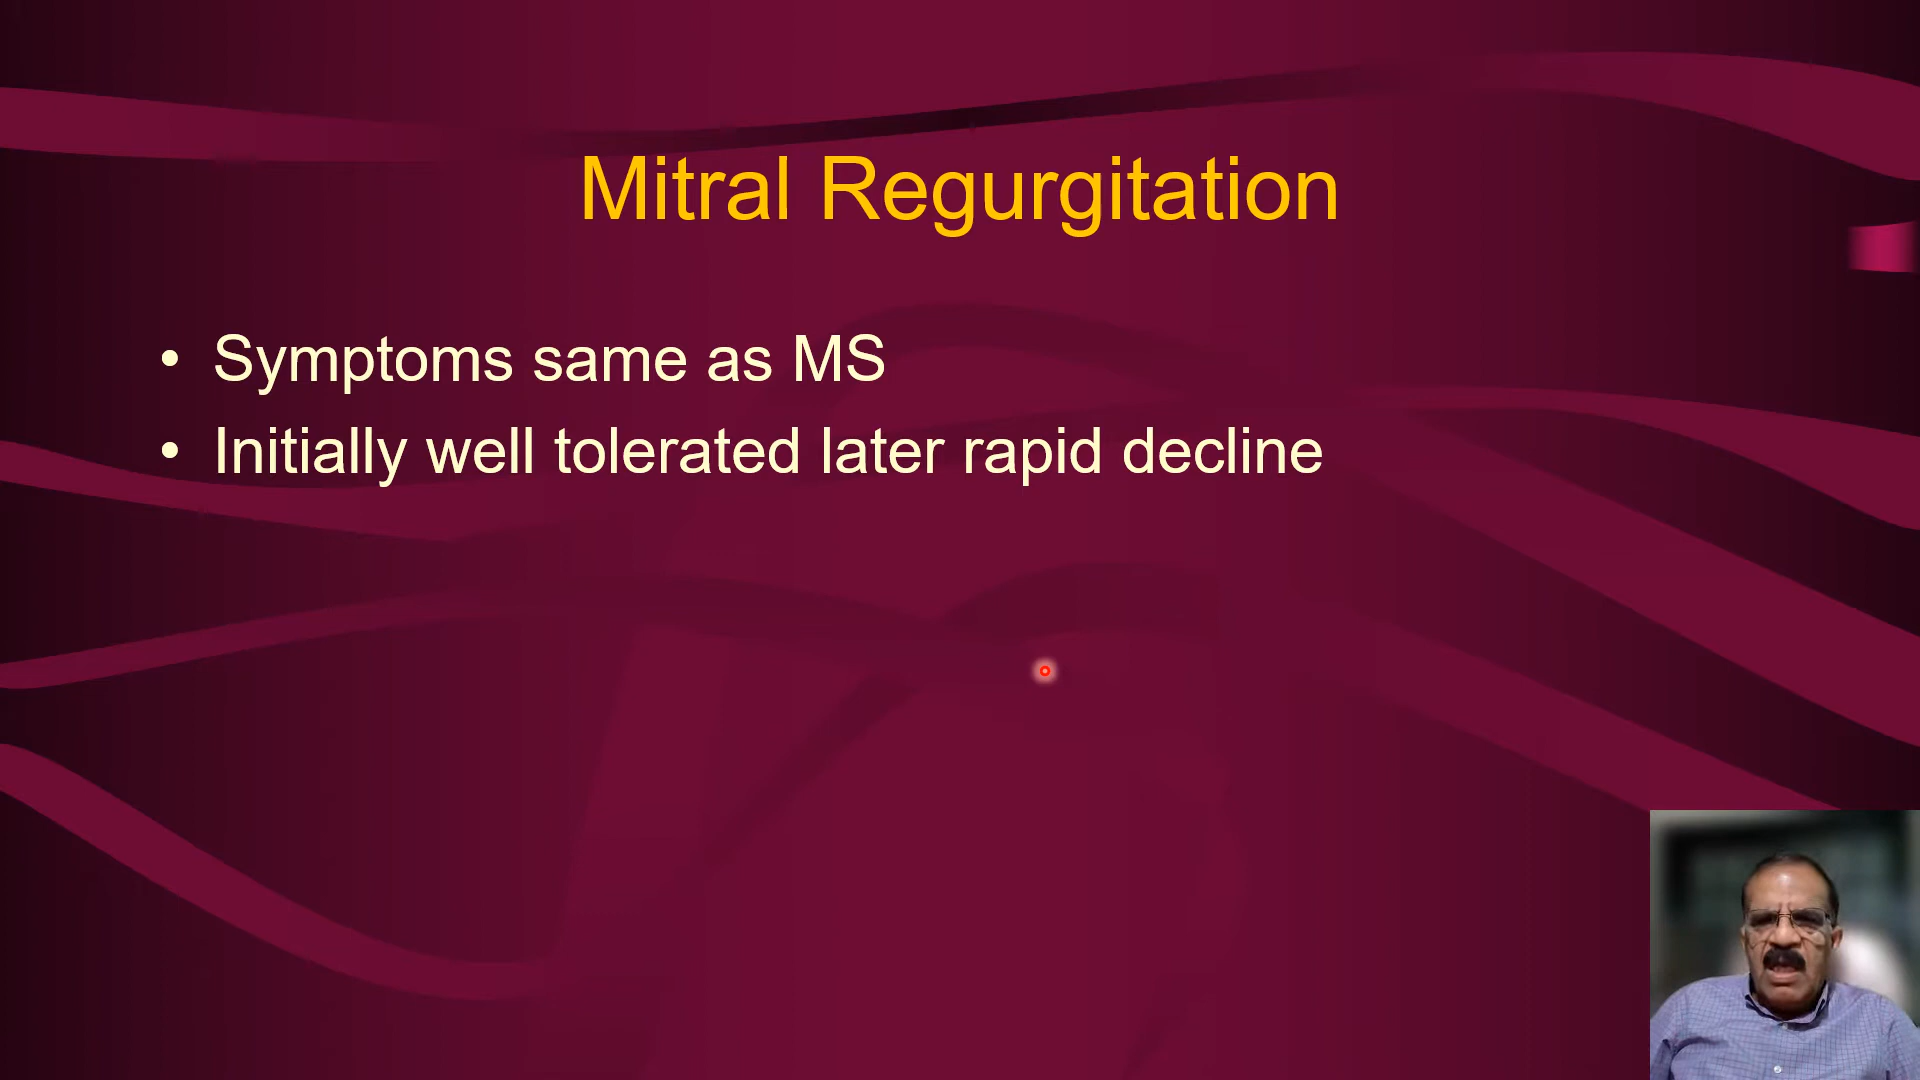 Mitral Regurgitation
• Symptoms same as MS
• Initially well tolerated later rapid decline